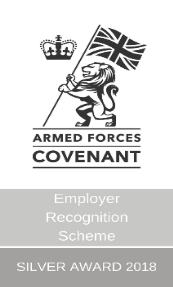 ARMED FORCES
COVENANT
Employer
Recognition
Scheme
SILVER AWARD 2018